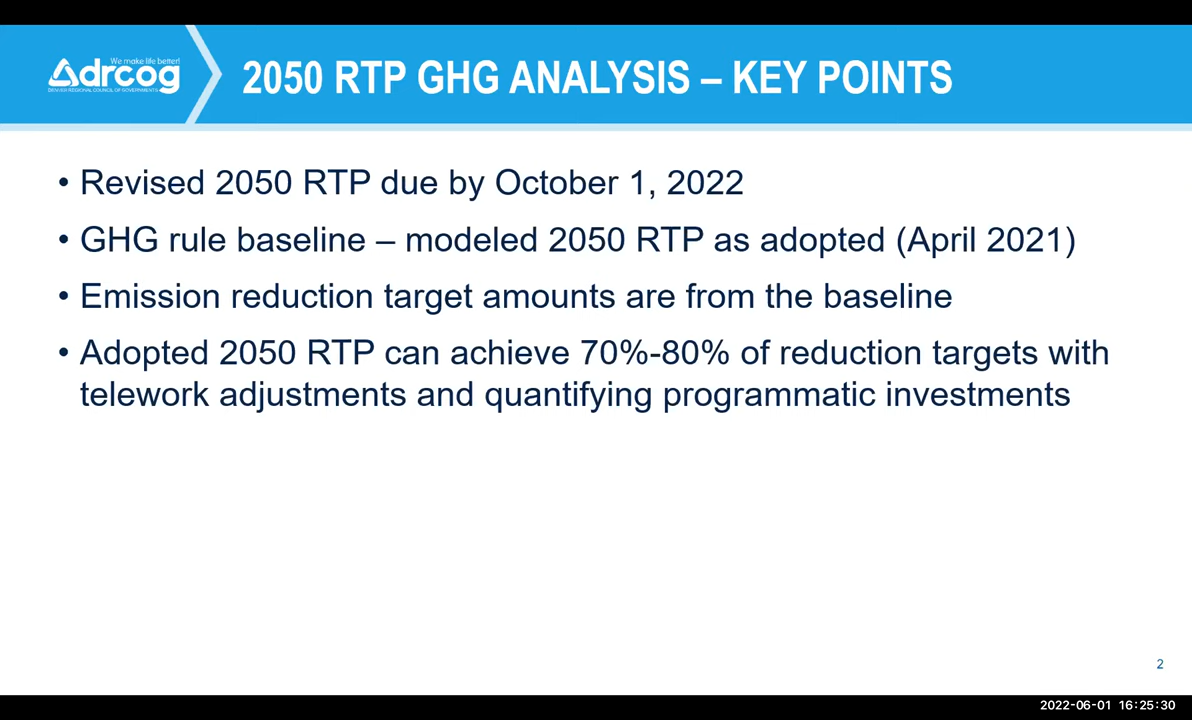 We make life better!
drcog
DENVER REGIONAL COUNCIL OF GOVERNMENTS
2050 RTP GHG ANALYSIS – KEY POINTS
• Revised 2050 RTP due by October 1, 2022
• GHG rule baseline – modeled 2050 RTP as adopted (April 2021)
• Emission reduction target amounts are from the baseline
• Adopted 2050 RTP can achieve 70%-80% of reduction targets with
telework adjustments and quantifying programmatic investments
2
2022-06-01 16:25:30